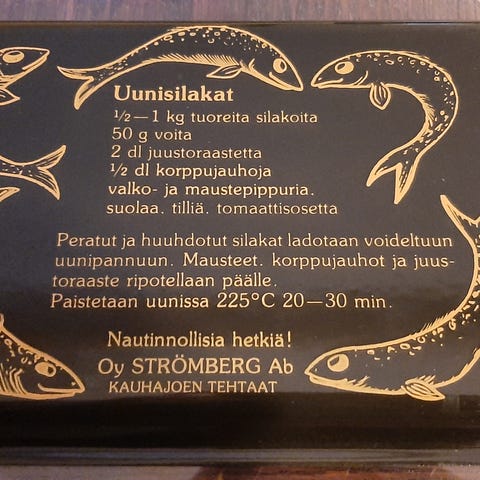 Uunisilakat
½—1 kg tuoreita silakoita
50 g voita
2 dl juustoraastetta
½ dl korppujauhoja
valko- ja maustepippuria,
suolaa, tilliä, tomaattisosetta
Peratut ja huuhdotut silakat ladotaan voideltuun
uunipannuun. Mausteet, korppujauhot ja juus-
toraaste ripotellaan päälle.
Paistetaan uunissa 225°C 20—30 min.
Nautinnollisia hetkiä!
Oy STRÖMBERG Ab
KAUHAJOEN TEHTAAT